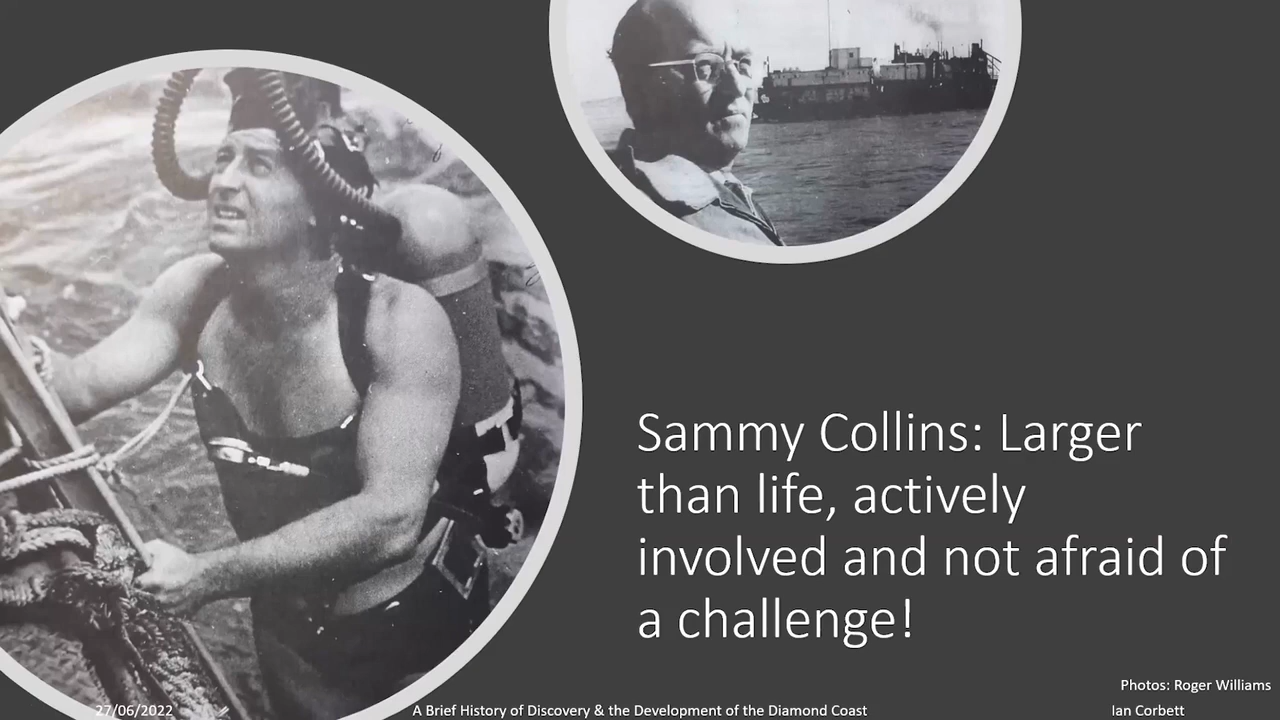 Sammy Collins: Larger
than life, actively
involved and not afraid of
a challenge!
Photos: Roger Williams
27/06/2022
A Brief History of Discovery & the Development of the Diamond Coast
Ian Corbett